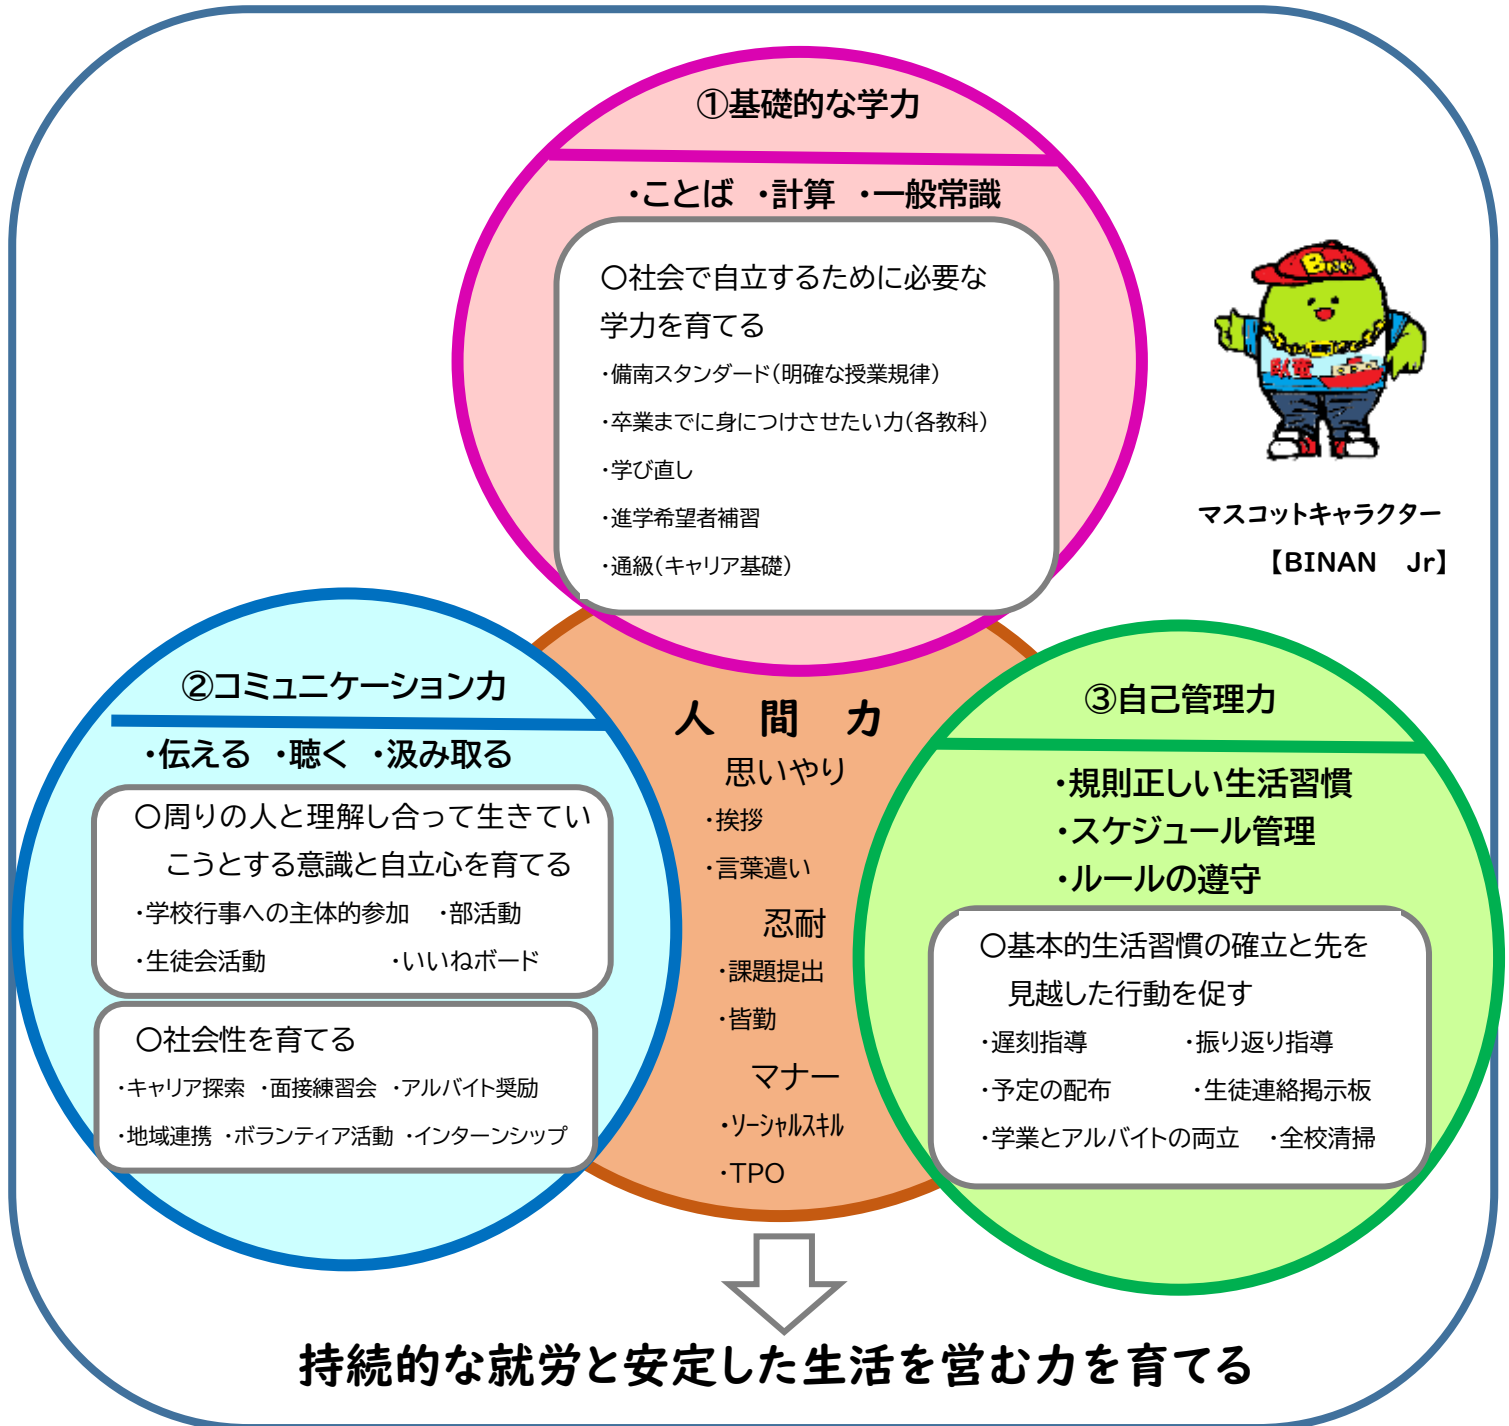 ①基礎的な学力
・ことば ・計算 ・一般常識
〇社会で自立するために必要な
学力を育てる
・備南スタンダード(明確な授業規律)
・卒業までに身につけさせたい力(各教科)
・学び直し
・進学希望者補習
・通級(キャリア基礎)
マスコットキャラクター
【BINAN Jr】
②コミュニケーション力
・伝える ・聴く ・汲み取る
〇周りの人と理解し合って生きてい
こうとする意識と自立心を育てる
・学校行事への主体的参加 ・部活動
・生徒会活動 ・いいねボード
〇社会性を育てる
・キャリア探索 ・面接練習会 ・アルバイト奨励
・地域連携 ・ボランティア活動 ・インターンシップ
人 間 力
思いやり
・挨拶
・言葉遣い
忍耐
・課題提出
・皆勤
マナー
・ソーシャルスキル
・TPO
③自己管理力
・規則正しい生活習慣
・スケジュール管理
・ルールの遵守
〇基本的生活習慣の確立と先を
見越した行動を促す
・遅刻指導 ・振り返り指導
・予定の配布 ・生徒連絡掲示板
・学業とアルバイトの両立 ・全校清掃
持続的な就労と安定した生活を営む力を育てる